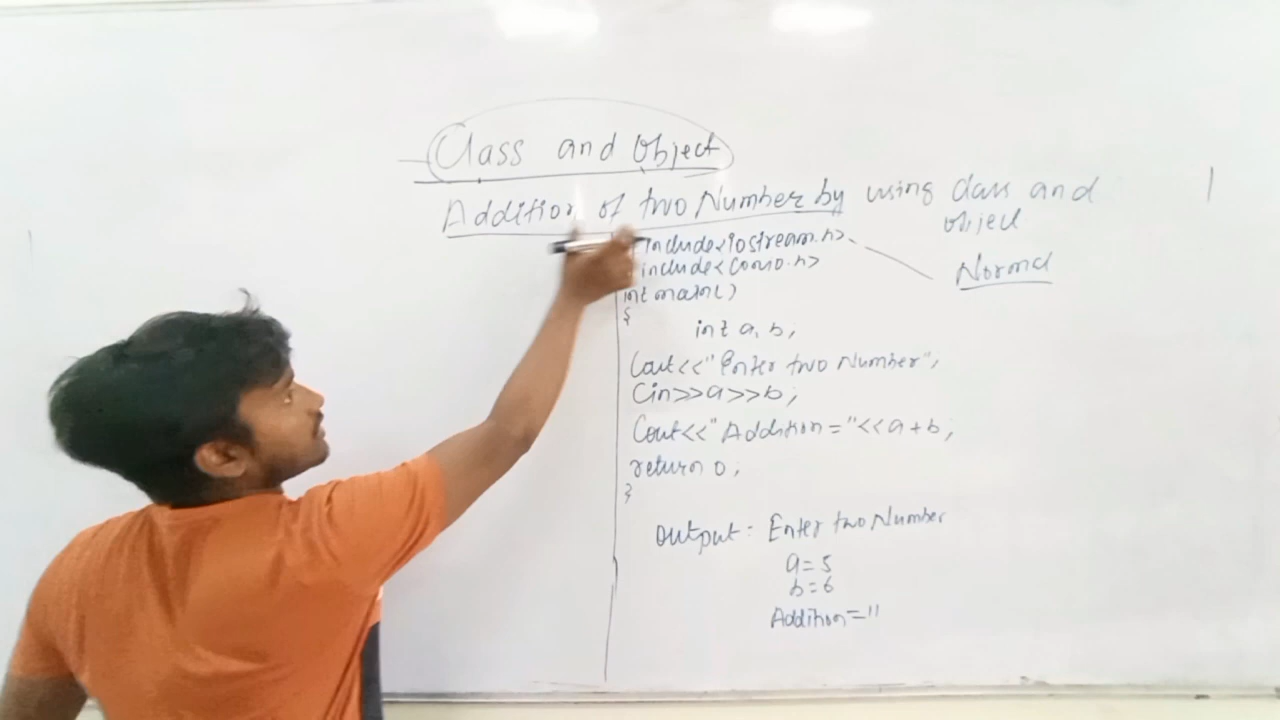 Class and Object
Addition of two Number by using class and
object
include<iostream.h>
include<conio.h>
Normal
int main()
{
int a, b,
Cout<<"Enter two Number",
Cin>>a>>b;
Cout<<"Addition="<<a+b;
return 0,
}
output: Enter two Number
a=5
b=6
Addition=11